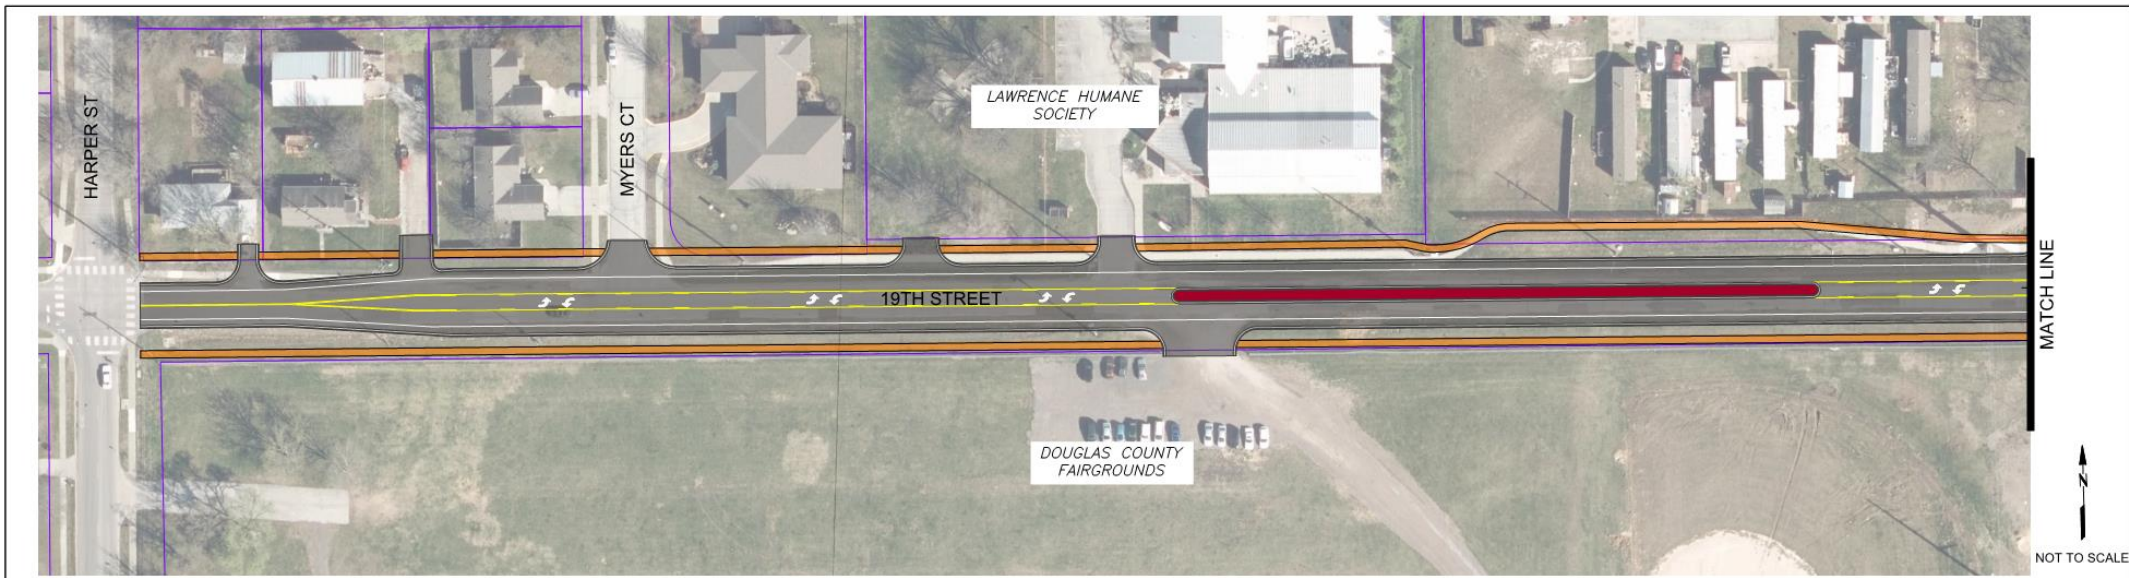 HARPER ST
MYERS CT
LAWRENCE HUMANE
SOCIETY
19TH STREET
MATCH LINE
DOUGLAS COUNTY
FAIRGROUNDS
N
NOT TO SCALE